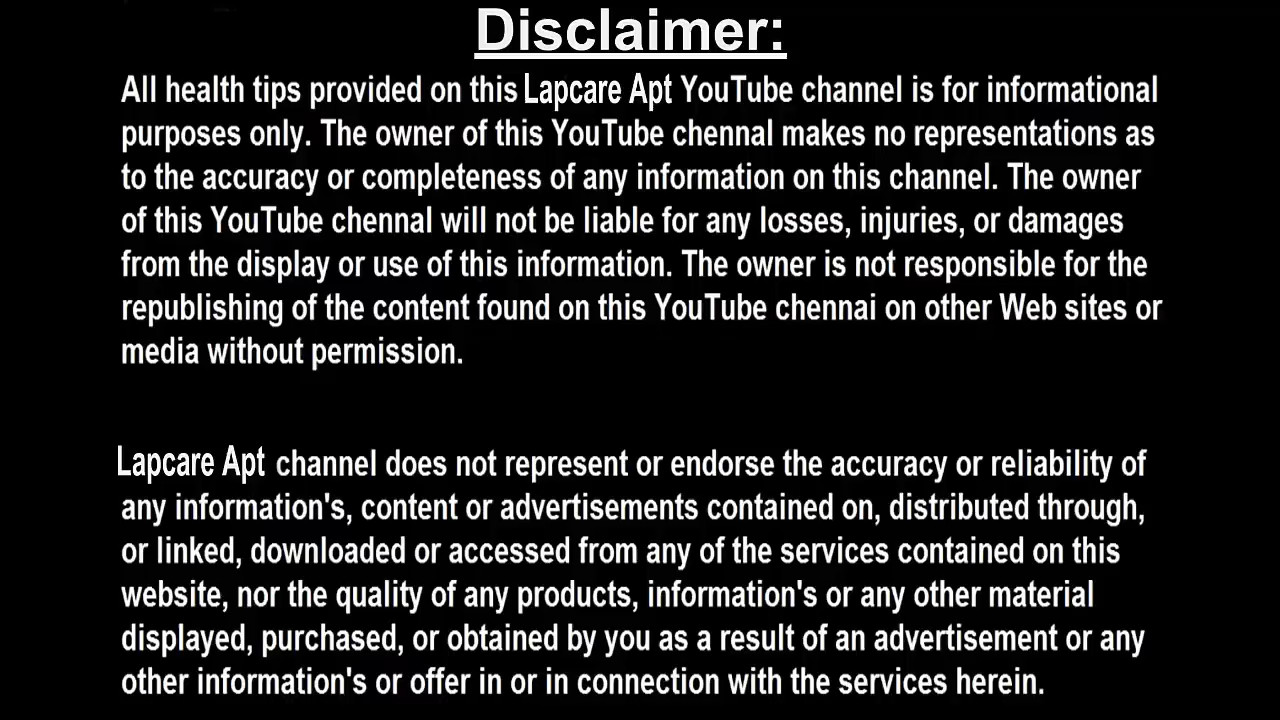 Disclaimer:
All health tips provided on this Lapcare Apt YouTube channel is for informational
purposes only. The owner of this YouTube chennal makes no representations as
to the accuracy or completeness of any information on this channel. The owner
of this YouTube chennal will not be liable for any losses, injuries, or damages
from the display or use of this information. The owner is not responsible for the
republishing of the content found on this YouTube chennai on other Web sites or
media without permission.
Lapcare Apt channel does not represent or endorse the accuracy or reliability of
any information's, content or advertisements contained on, distributed through,
or linked, downloaded or accessed from any of the services contained on this
website, nor the quality of any products, information's or any other material
displayed, purchased, or obtained by you as a result of an advertisement or any
other information's or offer in or in connection with the services herein.